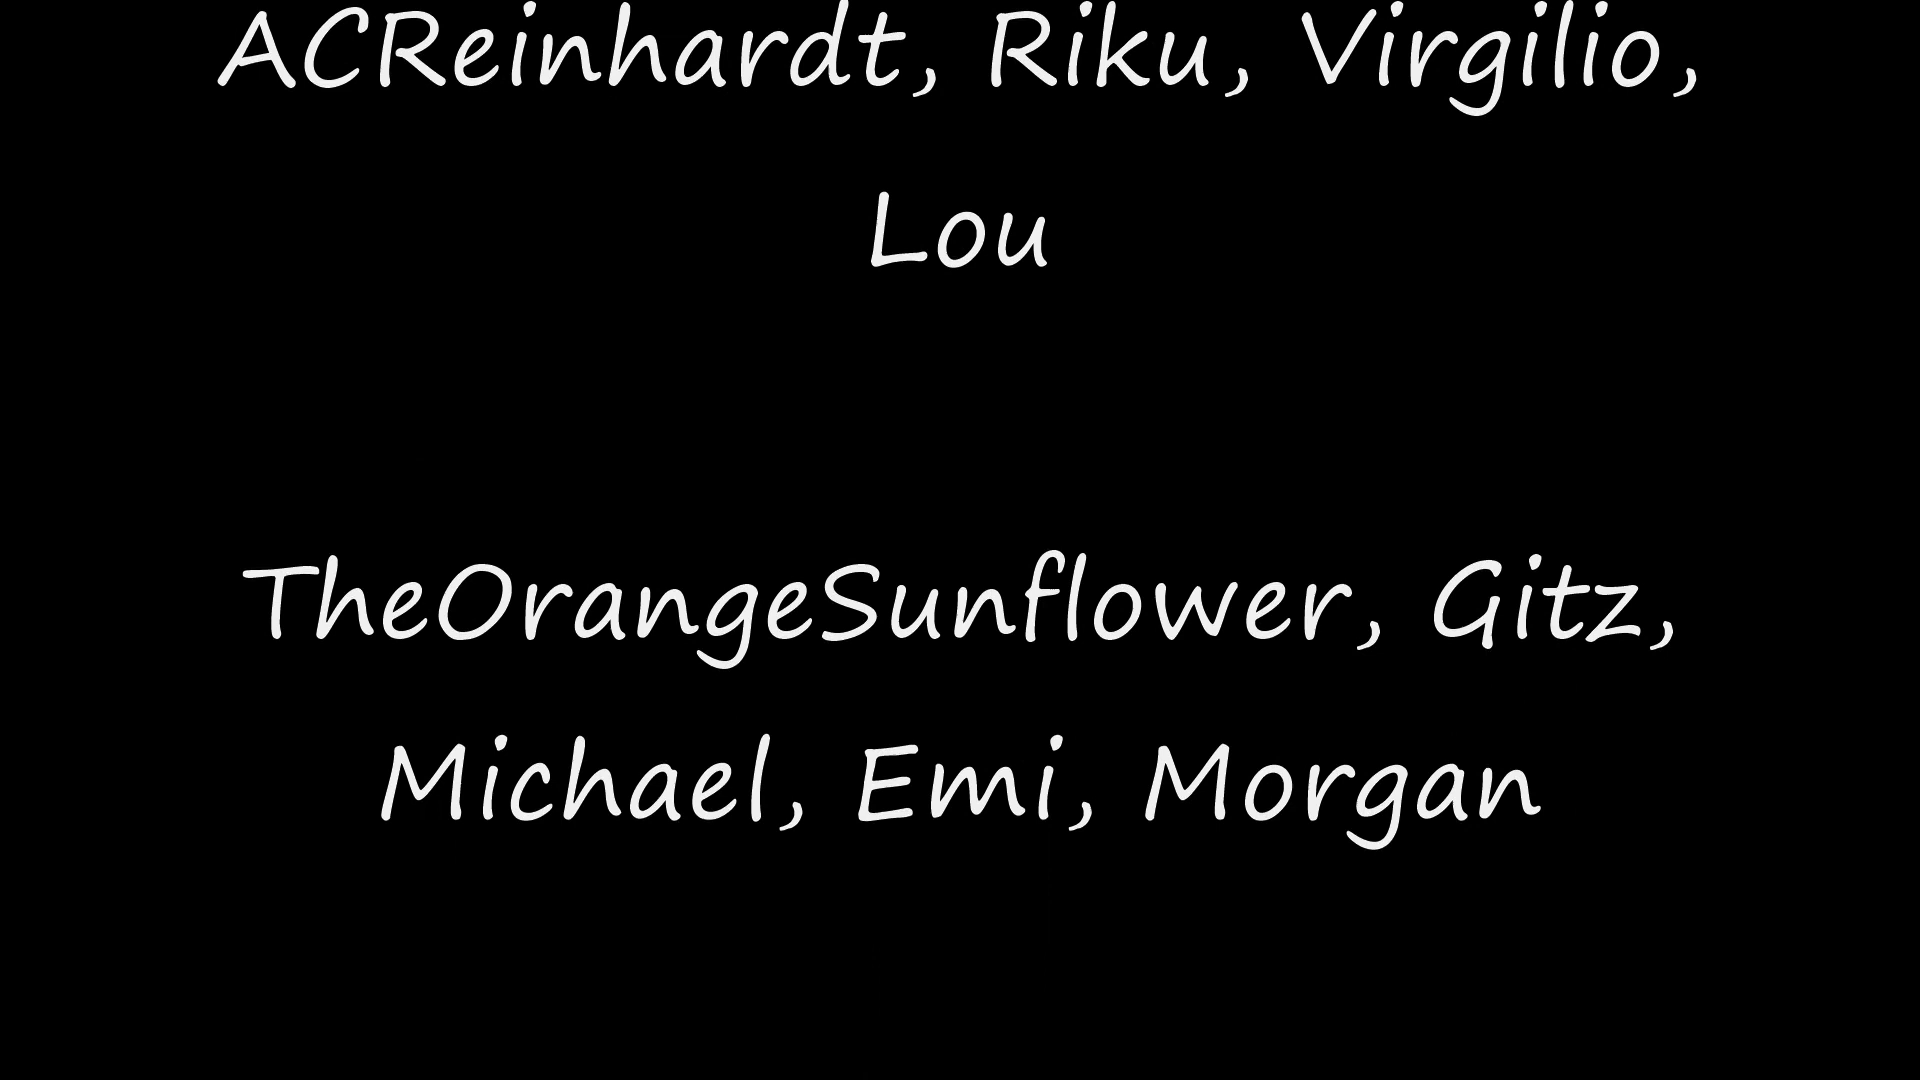 ACReinhardt, Riku, Virgilio,
Lou
TheOrangeSunflower, Gitz,
Michael, Emi, Morgan